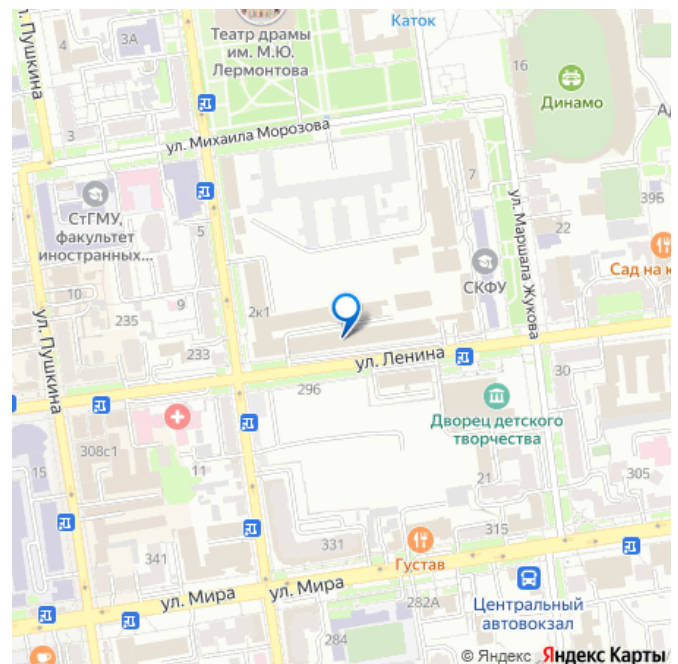 Каток
Театр драмы
им. М.Ю.
Лермонтова
ул. Пушкина
4
3А
16
Динамо
3
ул. Михаила Морозова
СтГМУ,
факультет
иностранных...
5
7
ул. Маршала Жукова
39Б
22
Сад на к
СКФУ
10
9
2к1
235
233
ул. Пушкина
ул. Ленина
296
30
Дворец детского
творчества
308с1
15
11
21
305
315
331
Густав
341
ул. Мира
ул. Мира
282А
284
Центральный
автовокзал
© Яндекс
Яндекс Карты